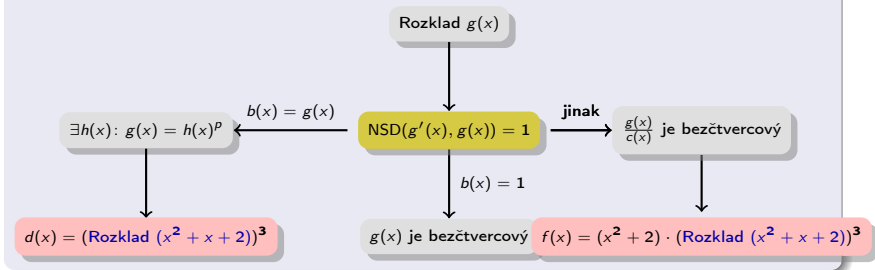 Rozklad g(x)
b(x) = g(x)
jinak
∃h(x): g(x) = h(x)^p
NSD(g′(x), g(x)) = 1
g(x)/c(x) je bezčtvercový
b(x) = 1
d(x) = (Rozklad (x² + x + 2))³
g(x) je bezčtvercový
f(x) = (x² + 2) · (Rozklad (x² + x + 2))³